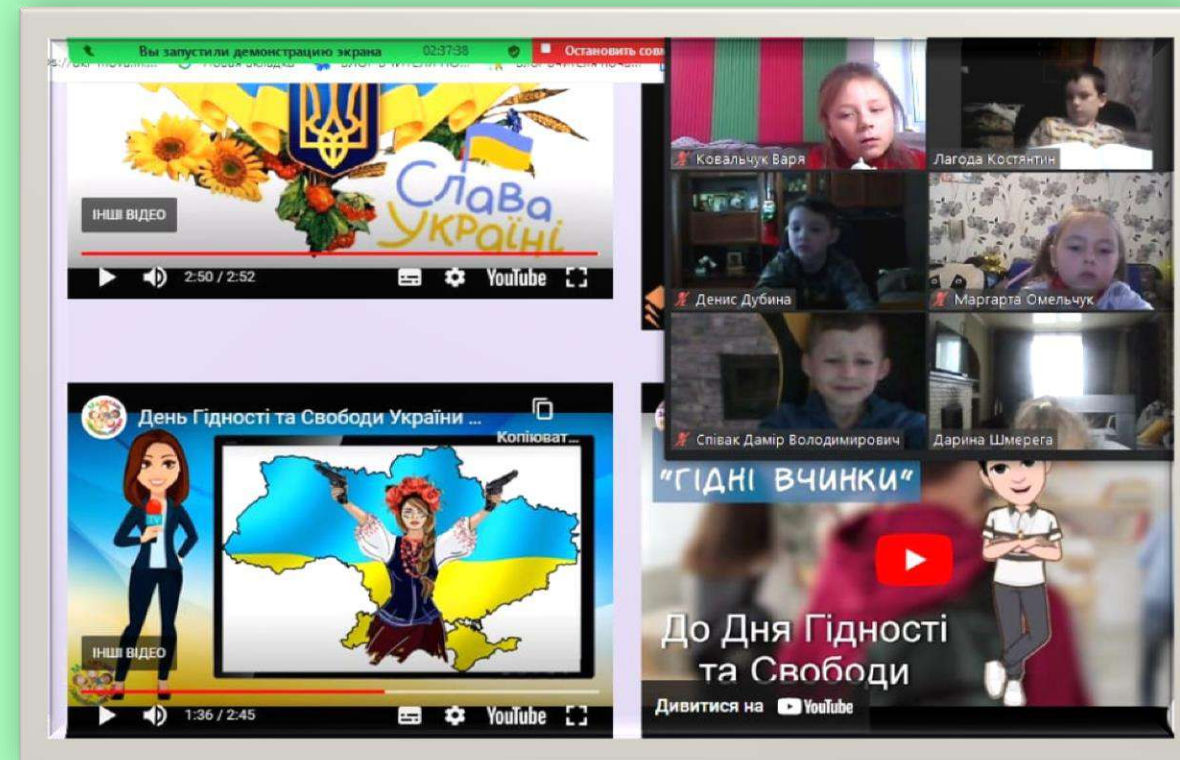 Вы запустили демонстрацию экрана
02:37:38
Остановить совм
Слава
Україні
ІНШІ ВІДЕО
2:50 / 2:52
YouTube
Ковальчук Варя
Лагода Костянтин
Денис Дубина
Маргарта Омельчук
Співак Дамір Володимирович
Дарина Шмерега
День Гідності та Свободи України ...
Копіюват...
TV
ІНШІ ВІДЕО
1:36 / 2:45
YouTube
"ГІДНІ ВЧИНКИ"
До Дня Гідності
та Свободи
Дивитися на YouTube